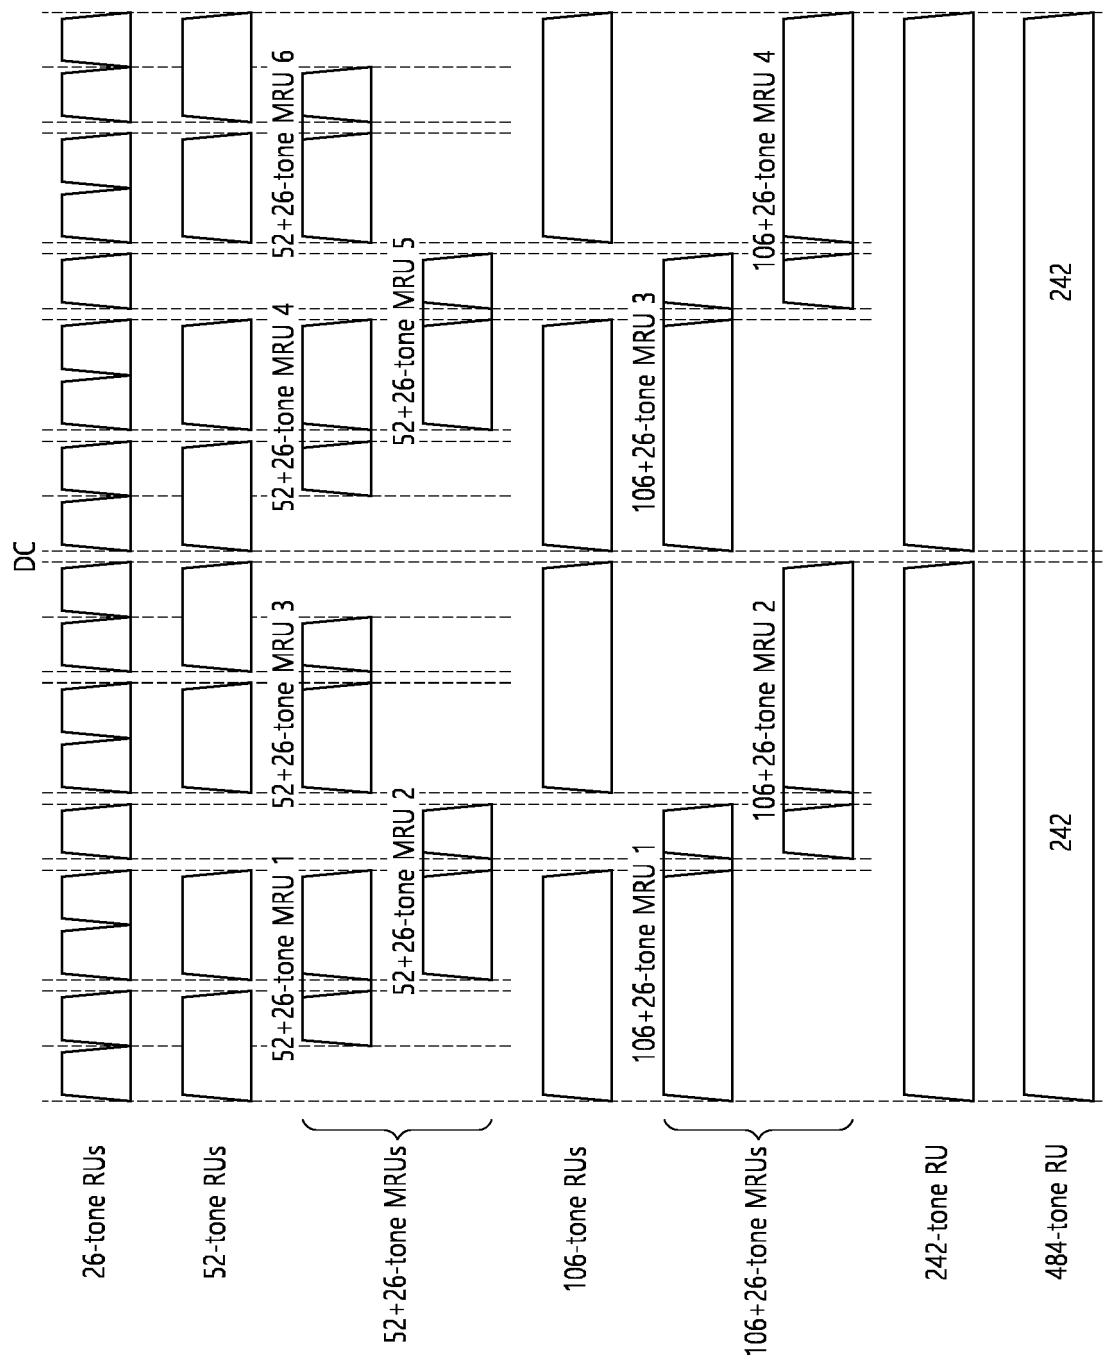 DC
26-tone RUs
52-tone RUs
52+26-tone MRU 1
52+26-tone MRU 3
52+26-tone MRU 4
52+26-tone MRU 6
52+26-tone MRUs
52+26-tone MRU 2
52+26-tone MRU 5
106-tone RUs
106+26-tone MRU 1
106+26-tone MRU 3
106+26-tone MRUs
106+26-tone MRU 2
106+26-tone MRU 4
242-tone RU
484-tone RU
242
242